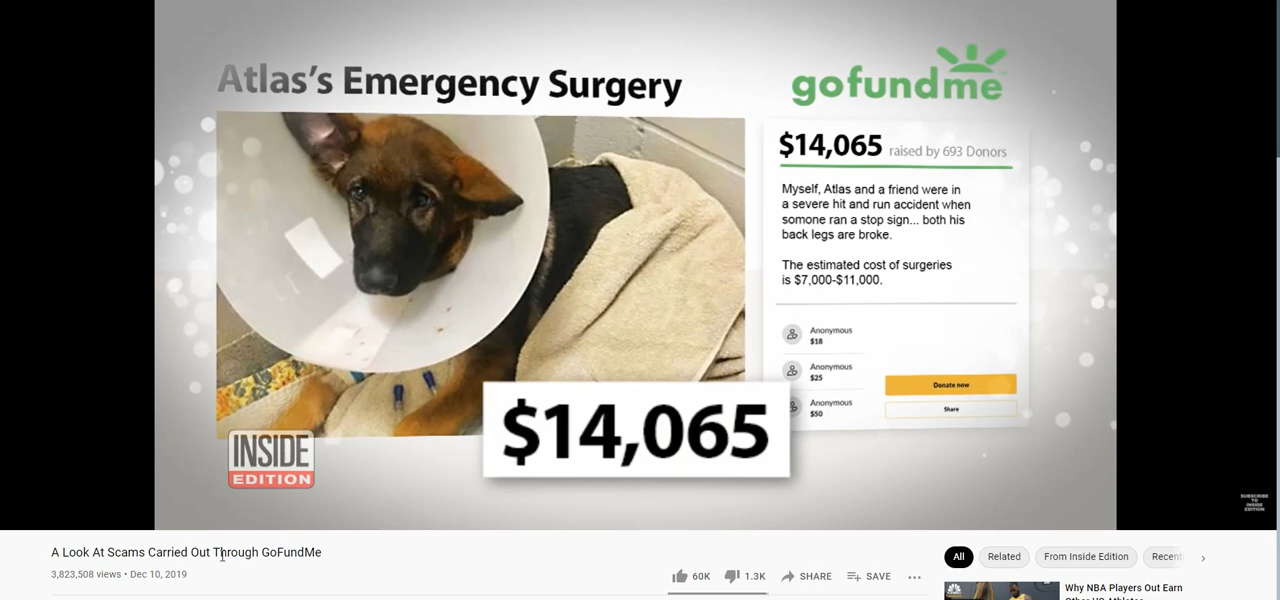 Atlas's Emergency Surgery
gofundme
$14,065 raised by 693 Donors
Myself, Atlas and a friend were in
a severe hit and run accident when
somone ran a stop sign... both his
back legs are broke.
The estimated cost of surgeries
is $7,000-$11,000.
Anonymous
$18
Anonymous
$25
Anonymous
$50
Donate now
Share
$14,065
INSIDE
EDITION
SUBSCRIBE
TO
INSIDE
EDITION
A Look At Scams Carried Out Through GoFundMe
3,823,508 views • Dec 10, 2019
60K
1.3K
SHARE
SAVE
All
Related
From Inside Edition
Recent
Why NBA Players Out Earn